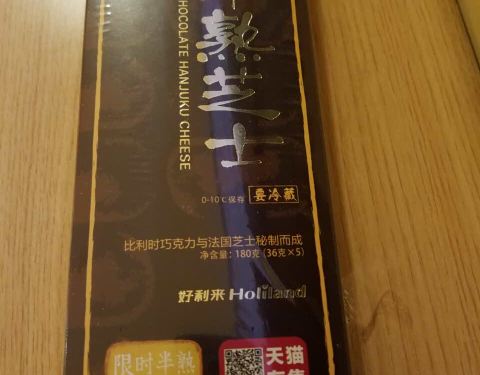 熟芝士
CHOCOLATE HANJUKU CHEESE
0-10℃保存 要冷藏
比利时巧克力与法国芝士秘制而成
净含量：180克（36克×5）
好利来 Holiland
限时半熟
天猫